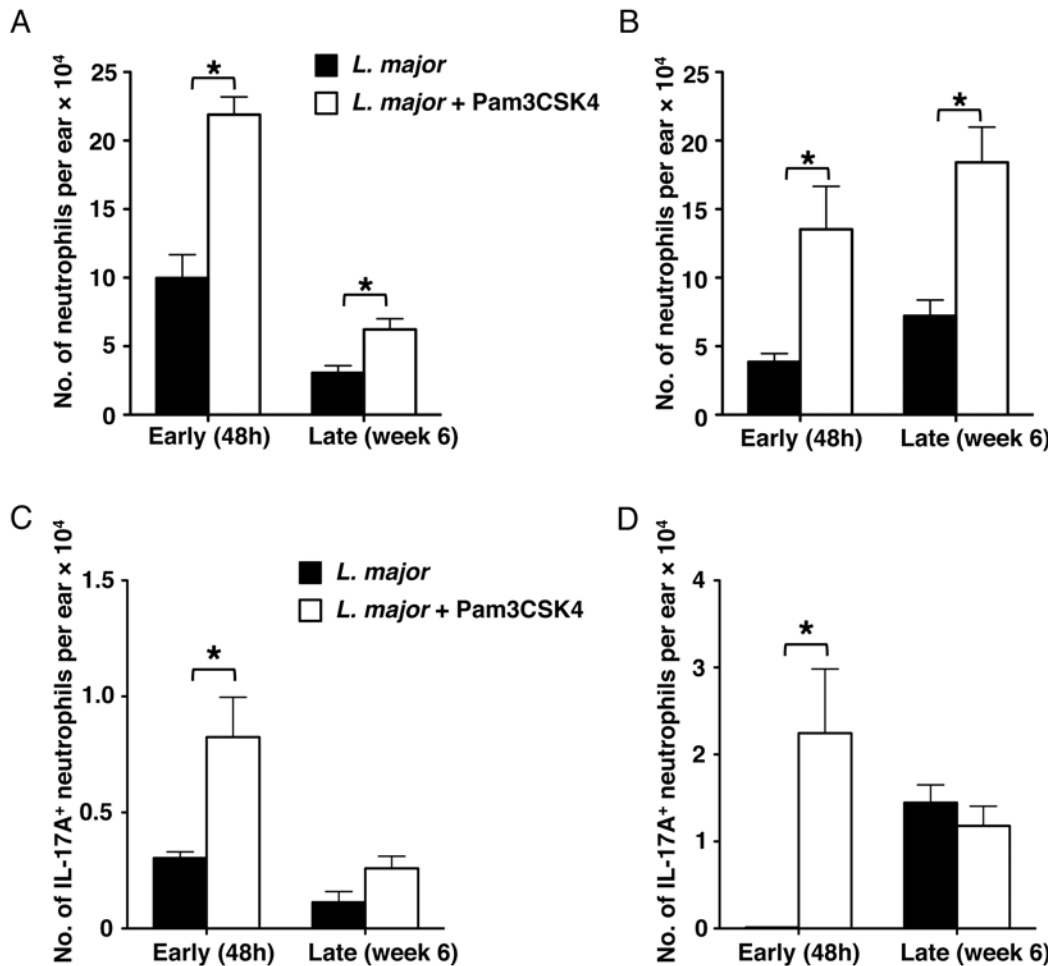 A
No. of neutrophils per ear × 10⁴
25
20
15
10
5
0
*
*
L. major
L. major + Pam3CSK4
Early (48h)
Late (week 6)
B
No. of neutrophils per ear × 10⁴
25
20
15
10
5
0
*
*
Early (48h)
Late (week 6)
C
No. of IL-17A⁺ neutrophils per ear × 10⁴
1.5
1.0
0.5
0
*
L. major
L. major + Pam3CSK4
Early (48h)
Late (week 6)
D
No. of IL-17A⁺ neutrophils per ear × 10⁴
4
3
2
1
0
*
Early (48h)
Late (week 6)